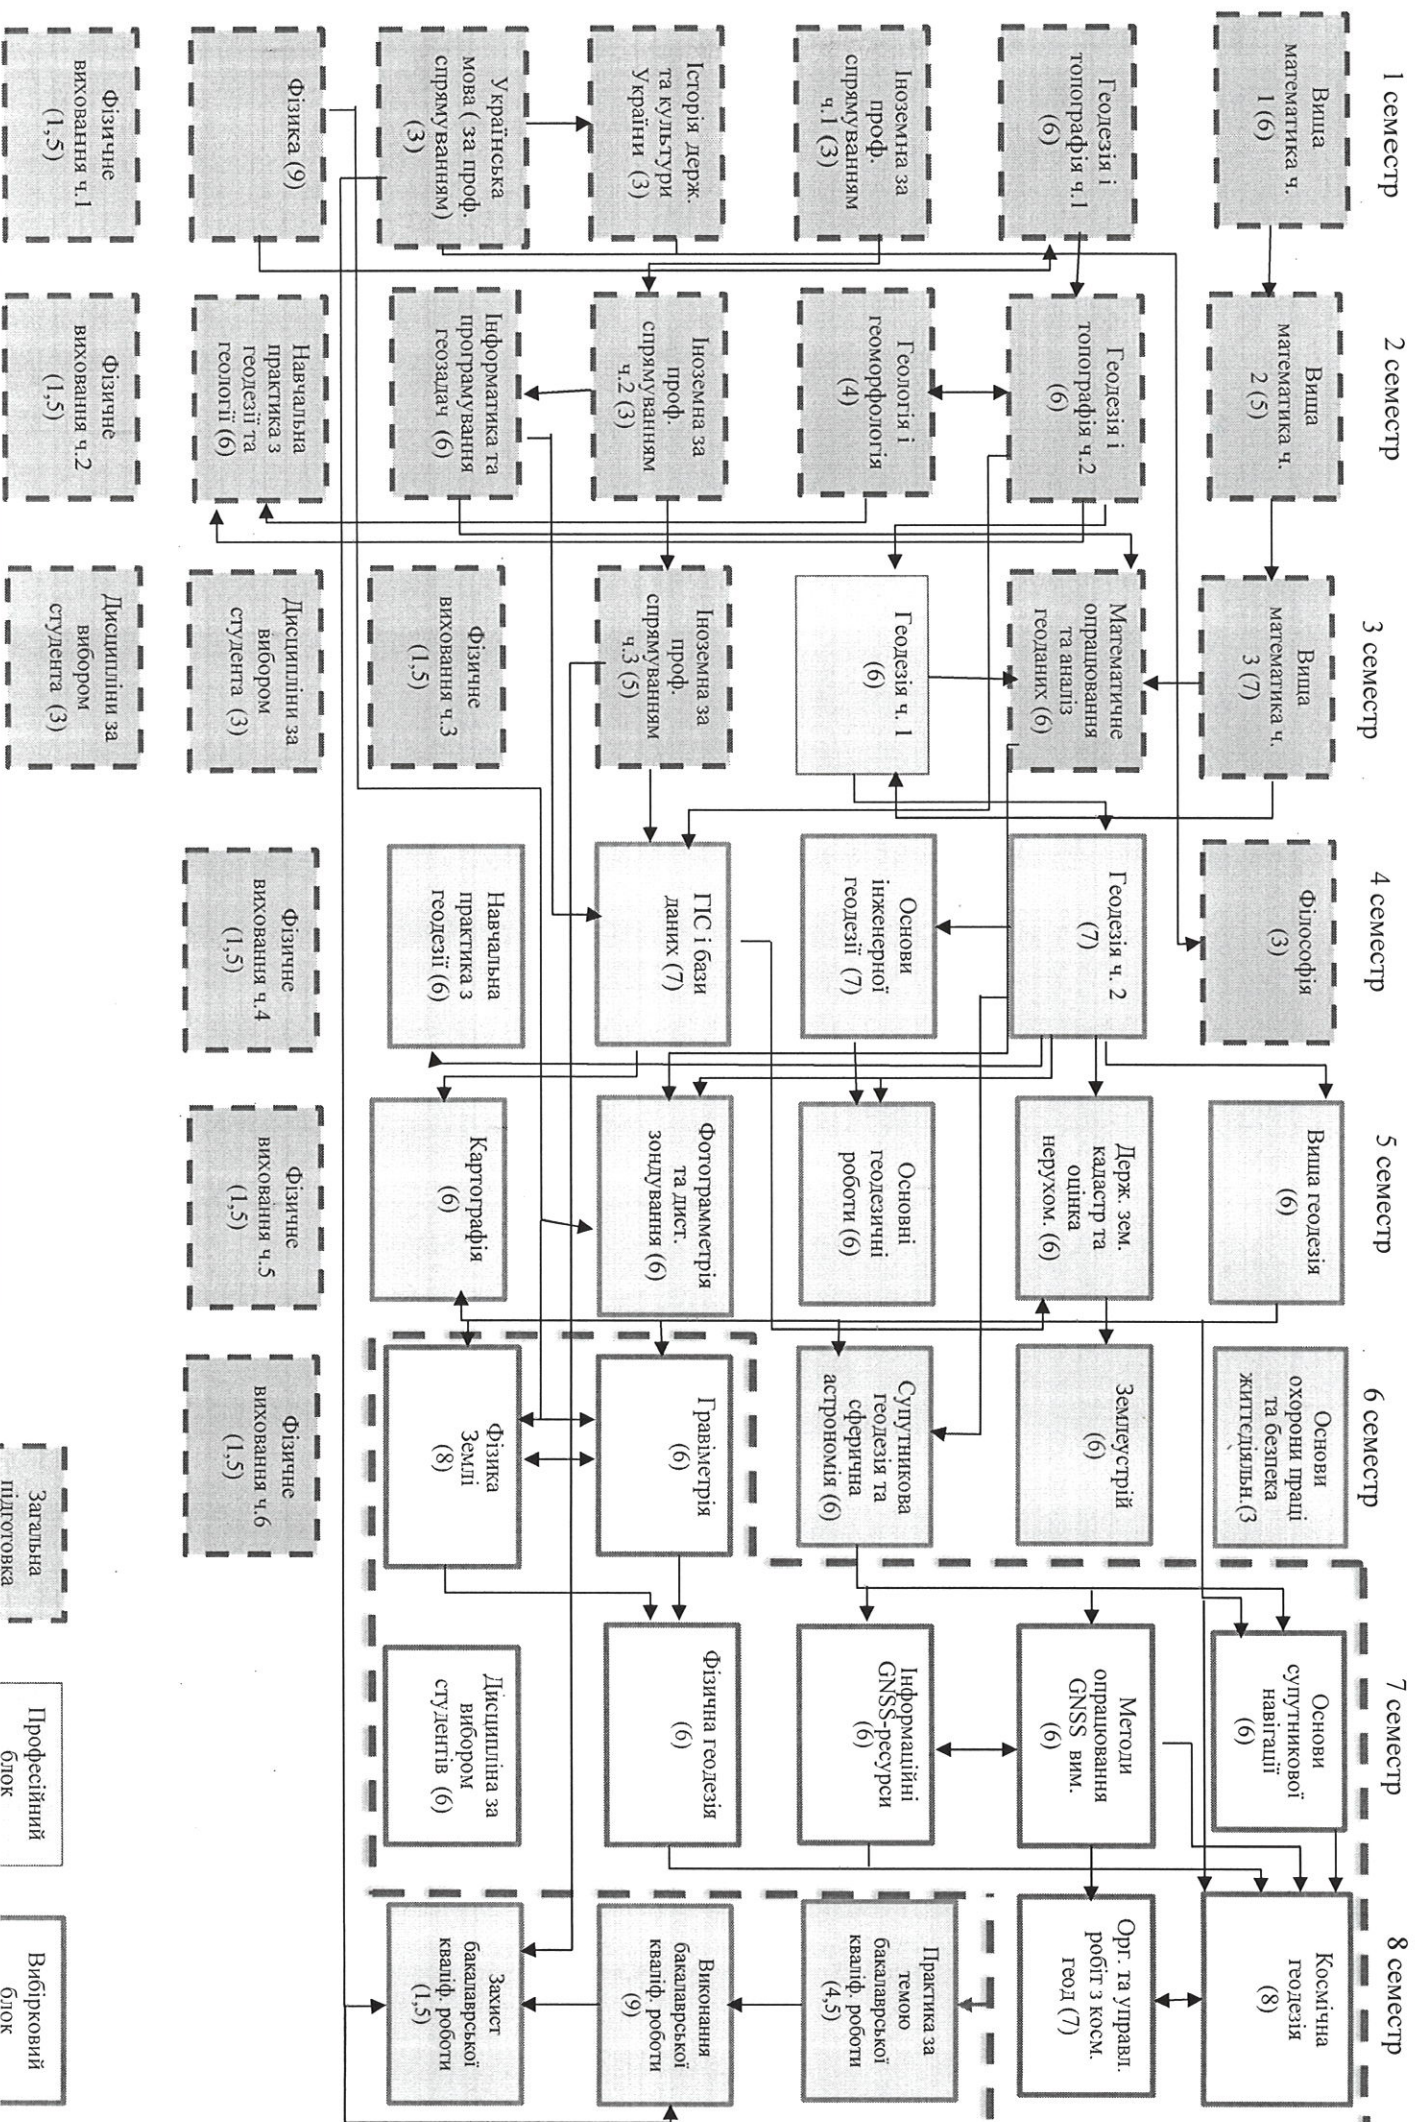 1 семестр
Вища
математика ч.
1(6)
Геодезія і
топографія ч.1
(6)
Іноземна за
проф.
спрямуванням
ч.1 (3)
Історія держ.
та культури
України (3)
Українська
мова ( за проф.
спрямуванням)
(3)
Фізика (9)
Фізичне
виховання ч.1
(1,5)
2 семестр
Вища
математика ч.
2 (5)
Геодезія і
топографія ч.2
(6)
Геологія і
геоморфологія
(4)
Іноземна за
проф.
спрямуванням
ч.2 (3)
Інформатика та
програмування
геозадач (6)
Навчальна
практика з
геодезії та
геології (6)
Фізичне
виховання ч.2
(1,5)
3 семестр
Вища
математика ч.
3 (7)
Математичне
опрацювання
та аналіз
геоданих (6)
Геодезія ч. 1
(6)
Іноземна за
проф.
спрямуванням
ч.3 (5)
Фізичне
виховання ч.3
(1,5)
Дисципліни за
вибором
студента (3)
Дисципліни за
вибором
студента (3)
4 семестр
Філософія
(3)
Геодезія ч. 2
(7)
Основи
інженерної
геодезії (7)
ГІС і бази
даних (7)
Навчальна
практика з
геодезії (6)
Фізичне
виховання ч.4
(1,5)
5 семестр
Вища геодезія
(6)
Держ. зем.
кадастр та
оцінка
нерухом. (6)
Основні
геодезичні
роботи (6)
Фотограмметрія
та дист.
зондування (6)
Картографія
(6)
Фізичне
виховання ч.5
(1,5)
6 семестр
Основи
охорони праці
та безпека
життєдіяльн.(3
Землеустрій
(6)
Супутникова
геодезія та
сферична
астрономія (6)
Гравіметрія
(6)
Фізика
Землі
(8)
Фізичне
виховання ч.6
(1,5)
7 семестр
Основи
супутникової
навігації
(6)
Методи
опрацювання
GNSS вим.
(6)
Інформаційні
GNSS-ресурси
(6)
Фізична геодезія
(6)
Дисципліна за
вибором
студентів (6)
8 семестр
Космічна
геодезія
(8)
Орг. та управл.
робіт з косм.
геод (7)
Практика за
темою
бакалаврської
кваліф. роботи
(4,5)
Виконання
бакалаврської
кваліф. роботи
(9)
Захист
бакалаврської
кваліф. роботи
(1,5)
Загальна
підготовка
Професійний
блок
Вибірковий
блок